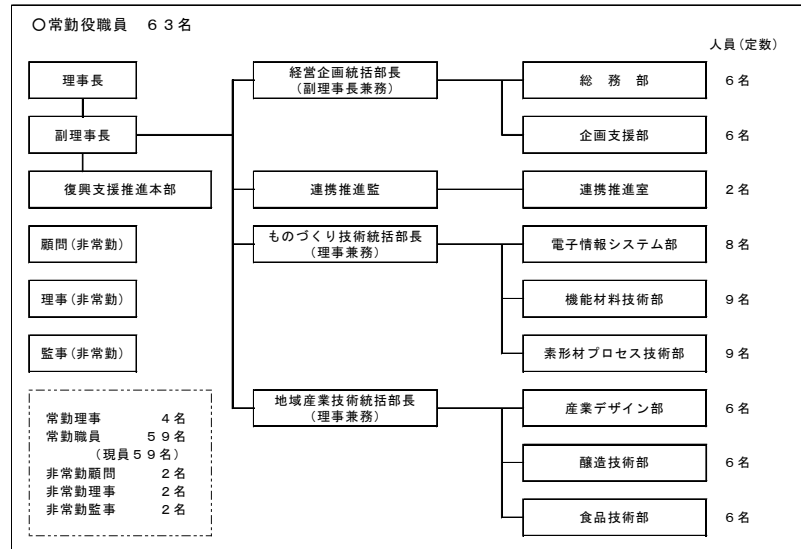 ○常勤役職員 ６３名
人員(定数)
理事長
経営企画統括部長
(副理事長兼務)
総 務 部
６名
副理事長
企画支援部
６名
復興支援推進本部
連携推進監
連携推進室
２名
顧問(非常勤)
ものづくり技術統括部長
(理事兼務)
電子情報システム部
８名
理事(非常勤)
機能材料技術部
９名
監事(非常勤)
素形材プロセス技術部
９名
地域産業技術統括部長
(理事兼務)
産業デザイン部
６名
醸造技術部
６名
食品技術部
６名
常勤理事 ４名
常勤職員 ５９名
(現員５９名)
非常勤顧問 ２名
非常勤理事 ２名
非常勤監事 ２名